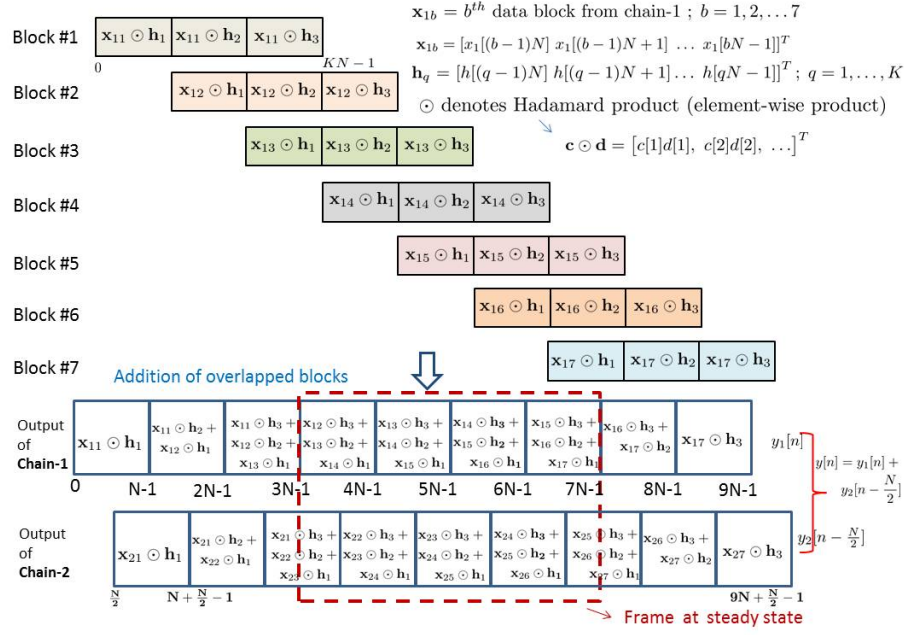 𝐱₁b = bᵗʰ data block from chain-1 ; b = 1, 2, … 7
𝐱₁b = [x₁[(b − 1)N] x₁[(b − 1)N + 1] … x₁[bN − 1]]ᵀ
𝐡q = [h[(q − 1)N] h[(q − 1)N + 1] … h[qN − 1]]ᵀ ; q = 1, …, K
⊙ denotes Hadamard product (element-wise product)
𝐜 ⊙ 𝐝 = [c[1]d[1], c[2]d[2], …]ᵀ
Block #1 𝐱₁₁ ⊙ 𝐡₁ 𝐱₁₁ ⊙ 𝐡₂ 𝐱₁₁ ⊙ 𝐡₃
0 KN − 1
Block #2 𝐱₁₂ ⊙ 𝐡₁ 𝐱₁₂ ⊙ 𝐡₂ 𝐱₁₂ ⊙ 𝐡₃
Block #3 𝐱₁₃ ⊙ 𝐡₁ 𝐱₁₃ ⊙ 𝐡₂ 𝐱₁₃ ⊙ 𝐡₃
Block #4 𝐱₁₄ ⊙ 𝐡₁ 𝐱₁₄ ⊙ 𝐡₂ 𝐱₁₄ ⊙ 𝐡₃
Block #5 𝐱₁₅ ⊙ 𝐡₁ 𝐱₁₅ ⊙ 𝐡₂ 𝐱₁₅ ⊙ 𝐡₃
Block #6 𝐱₁₆ ⊙ 𝐡₁ 𝐱₁₆ ⊙ 𝐡₂ 𝐱₁₆ ⊙ 𝐡₃
Block #7 𝐱₁₇ ⊙ 𝐡₁ 𝐱₁₇ ⊙ 𝐡₂ 𝐱₁₇ ⊙ 𝐡₃
Addition of overlapped blocks
Output
of
Chain-1
𝐱₁₁ ⊙ 𝐡₁
𝐱₁₁ ⊙ 𝐡₂ +
𝐱₁₂ ⊙ 𝐡₁
𝐱₁₁ ⊙ 𝐡₃ +
𝐱₁₂ ⊙ 𝐡₂ +
𝐱₁₃ ⊙ 𝐡₁
𝐱₁₂ ⊙ 𝐡₃ +
𝐱₁₃ ⊙ 𝐡₂ +
𝐱₁₄ ⊙ 𝐡₁
𝐱₁₃ ⊙ 𝐡₃ +
𝐱₁₄ ⊙ 𝐡₂ +
𝐱₁₅ ⊙ 𝐡₁
𝐱₁₄ ⊙ 𝐡₃ +
𝐱₁₅ ⊙ 𝐡₂ +
𝐱₁₆ ⊙ 𝐡₁
𝐱₁₅ ⊙ 𝐡₃ +
𝐱₁₆ ⊙ 𝐡₂ +
𝐱₁₇ ⊙ 𝐡₁
𝐱₁₆ ⊙ 𝐡₃ +
𝐱₁₇ ⊙ 𝐡₂
𝐱₁₇ ⊙ 𝐡₃
y₁[n]
0 N-1 2N-1 3N-1 4N-1 5N-1 6N-1 7N-1 8N-1 9N-1
y[n] = y₁[n] +
y₂[n − N/2]
Output
of
Chain-2
𝐱₂₁ ⊙ 𝐡₁
𝐱₂₁ ⊙ 𝐡₂ +
𝐱₂₂ ⊙ 𝐡₁
𝐱₂₁ ⊙ 𝐡₃ +
𝐱₂₂ ⊙ 𝐡₂ +
𝐱₂₃ ⊙ 𝐡₁
𝐱₂₂ ⊙ 𝐡₃ +
𝐱₂₃ ⊙ 𝐡₂ +
𝐱₂₄ ⊙ 𝐡₁
𝐱₂₃ ⊙ 𝐡₃ +
𝐱₂₄ ⊙ 𝐡₂ +
𝐱₂₅ ⊙ 𝐡₁
𝐱₂₄ ⊙ 𝐡₃ +
𝐱₂₅ ⊙ 𝐡₂ +
𝐱₂₆ ⊙ 𝐡₁
𝐱₂₅ ⊙ 𝐡₃ +
𝐱₂₆ ⊙ 𝐡₂ +
𝐱₂₇ ⊙ 𝐡₁
𝐱₂₆ ⊙ 𝐡₃ +
𝐱₂₇ ⊙ 𝐡₂
𝐱₂₇ ⊙ 𝐡₃
y₂[n − N/2]
N/2 N + N/2 − 1 9N + N/2 − 1
Frame at steady state